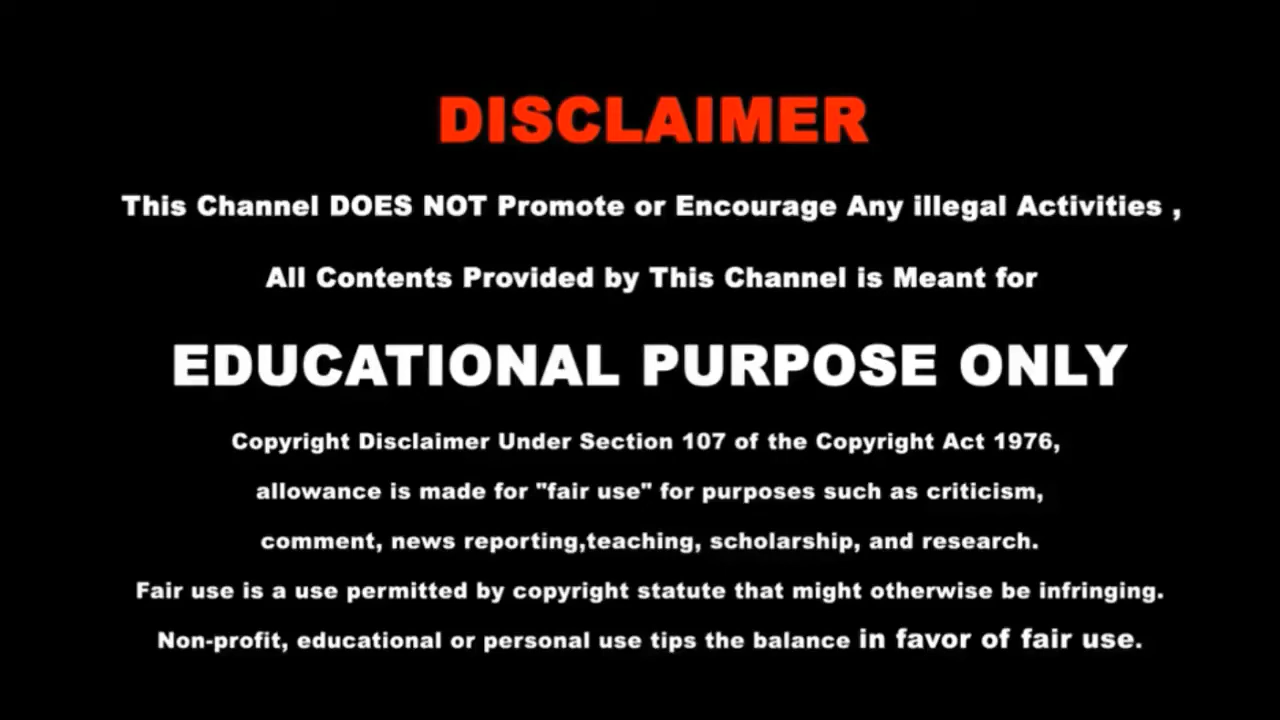 DISCLAIMER
This Channel DOES NOT Promote or Encourage Any illegal Activities ,
All Contents Provided by This Channel is Meant for
EDUCATIONAL PURPOSE ONLY
Copyright Disclaimer Under Section 107 of the Copyright Act 1976,
allowance is made for "fair use" for purposes such as criticism,
comment, news reporting,teaching, scholarship, and research.
Fair use is a use permitted by copyright statute that might otherwise be infringing.
Non-profit, educational or personal use tips the balance in favor of fair use.